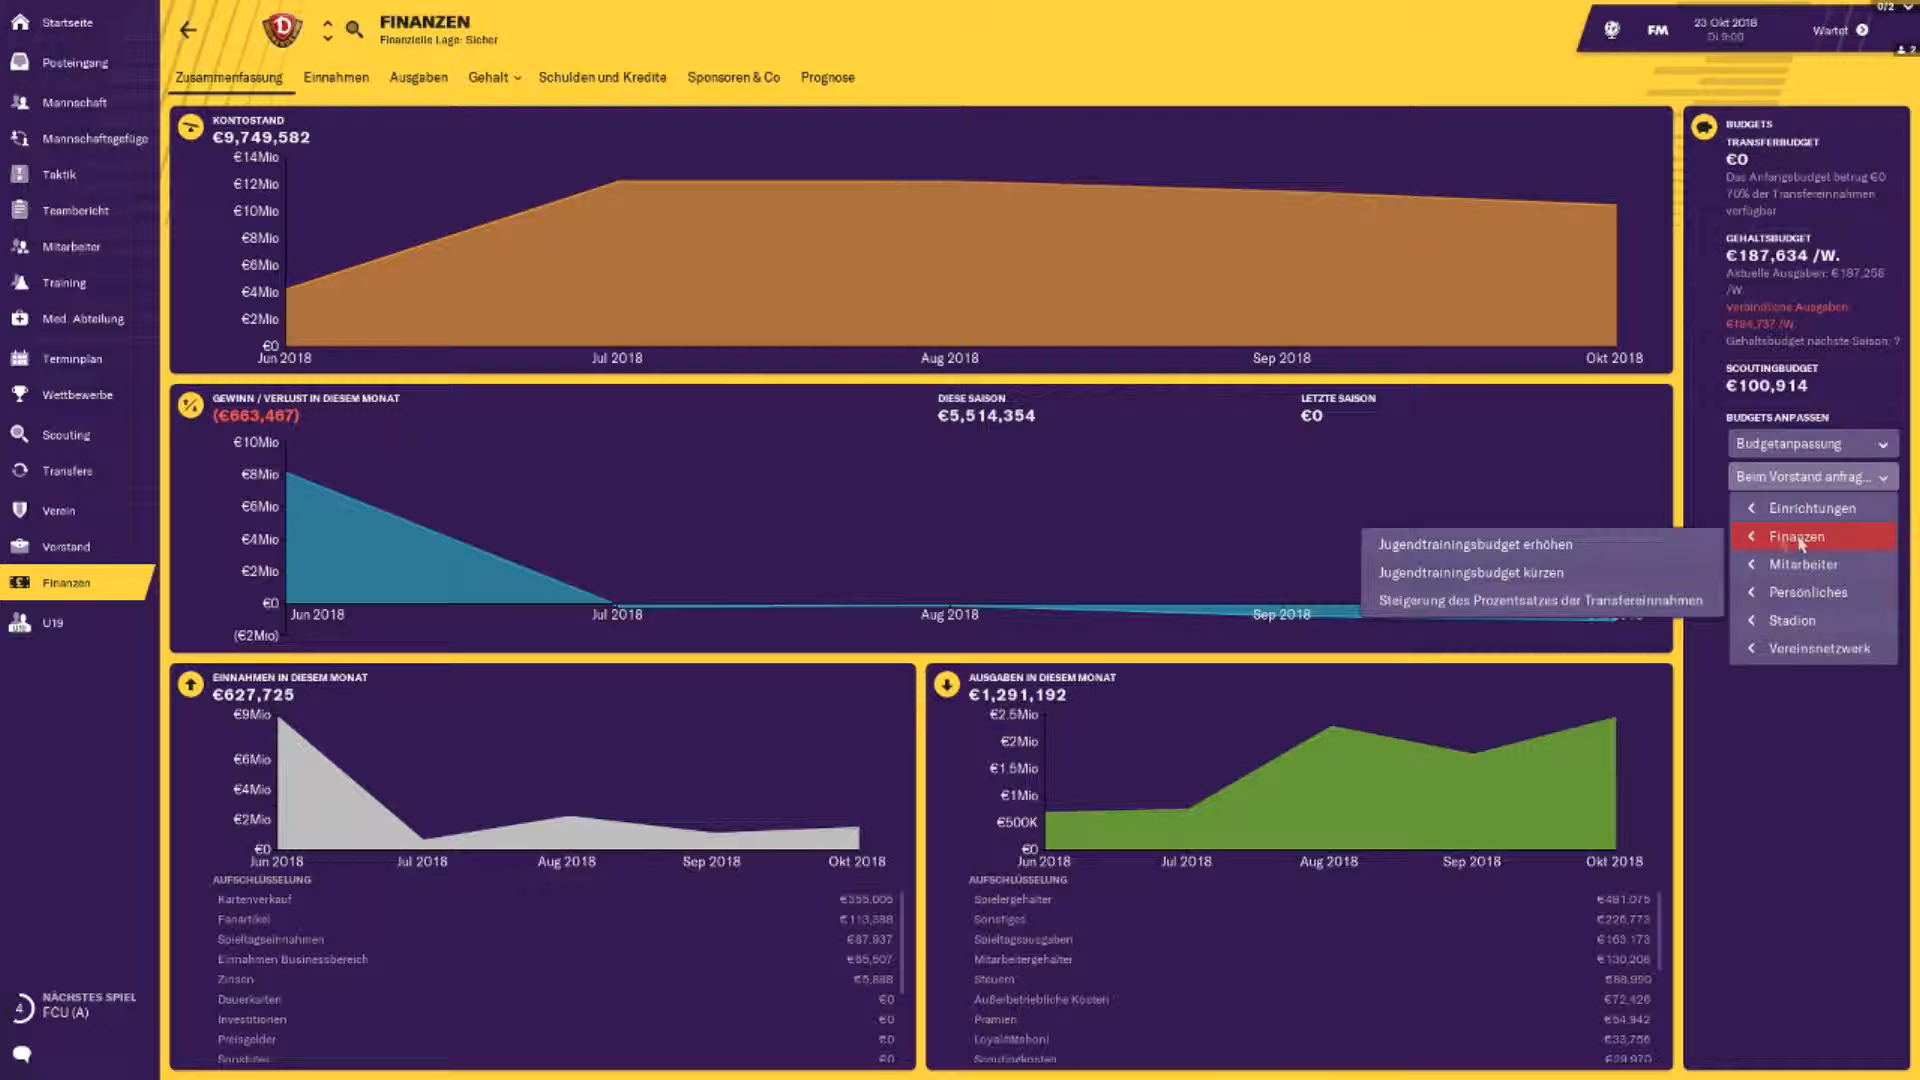 Startseite
Posteingang
Mannschaft
Mannschaftsgefüge
Taktik
Teambericht
Mitarbeiter
Training
Med. Abteilung
Terminplan
Wettbewerbe
Scouting
Transfers
Verein
Vorstand
Finanzen
U19
4
NÄCHSTES SPIEL
FCU (A)
D
FINANZEN
Finanzielle Lage: Sicher
FM
23 Okt 2018
Di 9:00
Wartet
0/2
2
Zusammenfassung
Einnahmen
Ausgaben
Gehalt
Schulden und Kredite
Sponsoren & Co
Prognose
KONTOSTAND
€9,749,582
€14Mio
€12Mio
€10Mio
€8Mio
€6Mio
€4Mio
€2Mio
€0
Jun 2018
Jul 2018
Aug 2018
Sep 2018
Okt 2018
GEWINN / VERLUST IN DIESEM MONAT
(€663,467)
DIESE SAISON
€5,514,354
LETZTE SAISON
€0
€10Mio
€8Mio
€6Mio
€4Mio
€2Mio
€0
(€2Mio)
Jun 2018
Jul 2018
Aug 2018
Sep 2018
EINNAHMEN IN DIESEM MONAT
€627,725
€9Mio
€6Mio
€4Mio
€2Mio
€0
Jun 2018
Jul 2018
Aug 2018
Sep 2018
Okt 2018
AUFSCHLÜSSELUNG
Kartenverkauf €355,005
Fanartikel €113,388
Spieltagseinnahmen €87,937
Einnahmen Businessbereich €65,507
Zinsen €5,888
Dauerkarten €0
Investitionen €0
Preisgelder €0
Sonstiges €0
AUSGABEN IN DIESEM MONAT
€1,291,192
€2.5Mio
€2Mio
€1.5Mio
€1Mio
€500K
€0
Jun 2018
Jul 2018
Aug 2018
Sep 2018
Okt 2018
AUFSCHLÜSSELUNG
Spielergehälter €481,075
Sonstiges €226,773
Spieltagsausgaben €163,173
Mitarbeitergehälter €130,208
Steuern €88,990
Außerbetriebliche Kosten €72,426
Prämien €54,942
Loyalitätsboni €33,756
Scoutingkosten
BUDGETS
TRANSFERBUDGET
€0
Das Anfangsbudget betrug €0
70% der Transfereinnahmen
verfügbar
GEHALTSBUDGET
€187,634 /W.
Aktuelle Ausgaben: €187,258
/W.
Verbindliche Ausgaben:
€184,737 /W.
Gehaltsbudget nächste Saison: ?
SCOUTINGBUDGET
€100,914
BUDGETS ANPASSEN
Budgetanpassung
Beim Vorstand anfrag...
Einrichtungen
Finanzen
Mitarbeiter
Persönliches
Stadion
Vereinsnetzwerk
Jugendtrainingsbudget erhöhen
Jugendtrainingsbudget kürzen
Steigerung des Prozentsatzes der Transfereinnahmen